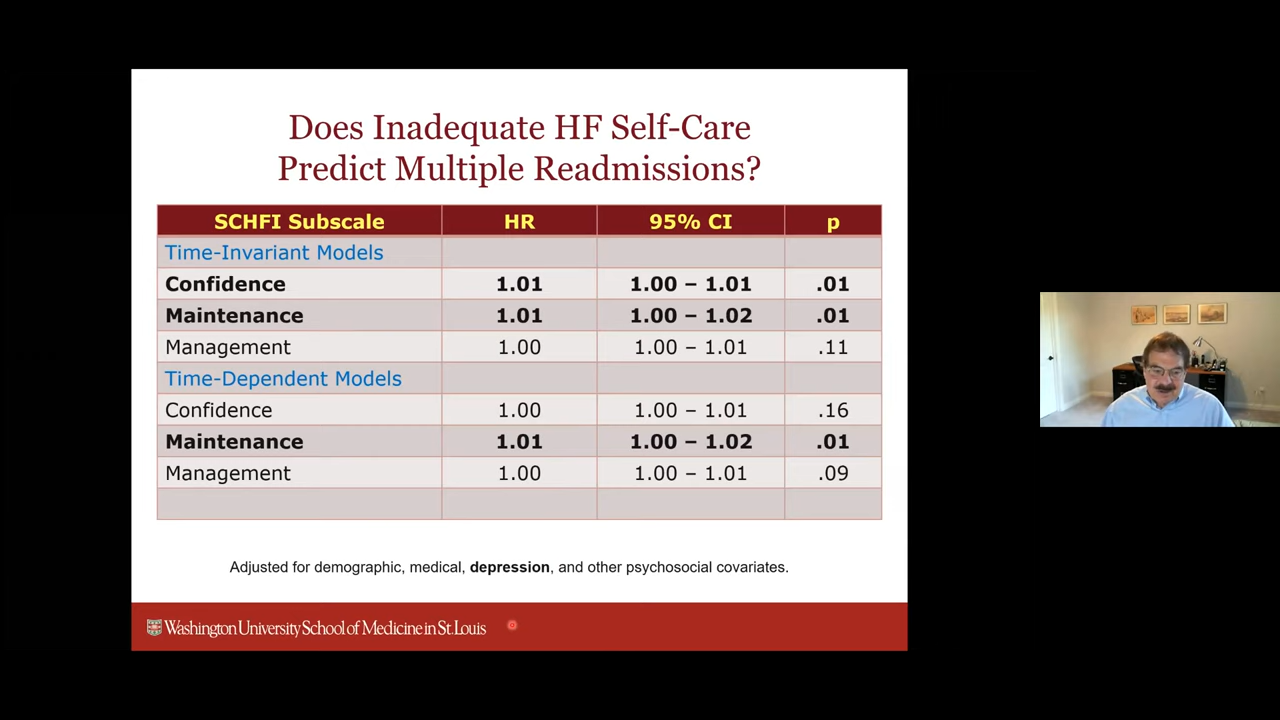 Does Inadequate HF Self-Care
Predict Multiple Readmissions?
SCHFI Subscale HR 95% CI p
Time-Invariant Models
Confidence 1.01 1.00 – 1.01 .01
Maintenance 1.01 1.00 – 1.02 .01
Management 1.00 1.00 – 1.01 .11
Time-Dependent Models
Confidence 1.00 1.00 – 1.01 .16
Maintenance 1.01 1.00 – 1.02 .01
Management 1.00 1.00 – 1.01 .09
Adjusted for demographic, medical, depression, and other psychosocial covariates.
Washington University School of Medicine in St. Louis